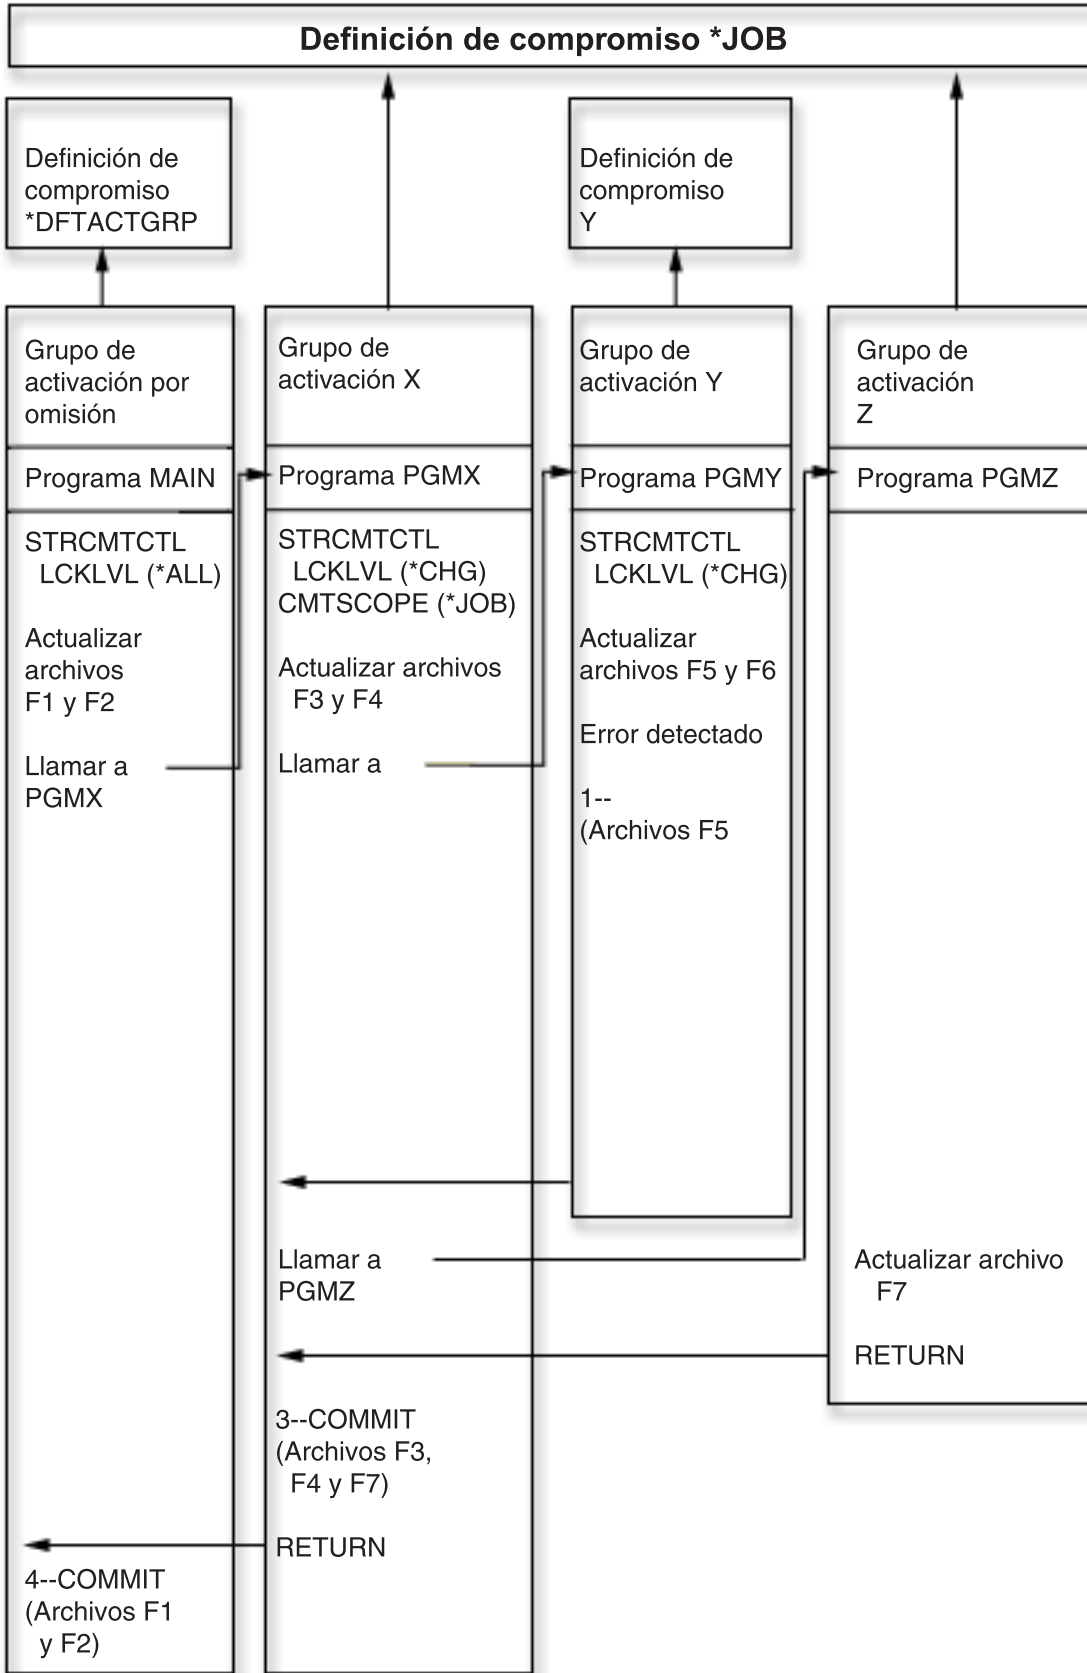 Definición de compromiso *JOB
Definición de
compromiso
*DFTACTGRP
Definición de
compromiso
Y
Grupo de
activación por
omisión
Programa MAIN
STRCMTCTL
LCKLVL (*ALL)
Actualizar
archivos
F1 y F2
Llamar a
PGMX
4--COMMIT
(Archivos F1
y F2)
Grupo de
activación X
Programa PGMX
STRCMTCTL
LCKLVL (*CHG)
CMTSCOPE (*JOB)
Actualizar archivos
F3 y F4
Llamar a
Llamar a
PGMZ
3--COMMIT
(Archivos F3,
F4 y F7)
RETURN
Grupo de
activación Y
Programa PGMY
STRCMTCTL
LCKLVL (*CHG)
Actualizar
archivos F5 y F6
Error detectado
1--
(Archivos F5
Grupo de
activación
Z
Programa PGMZ
Actualizar archivo
F7
RETURN